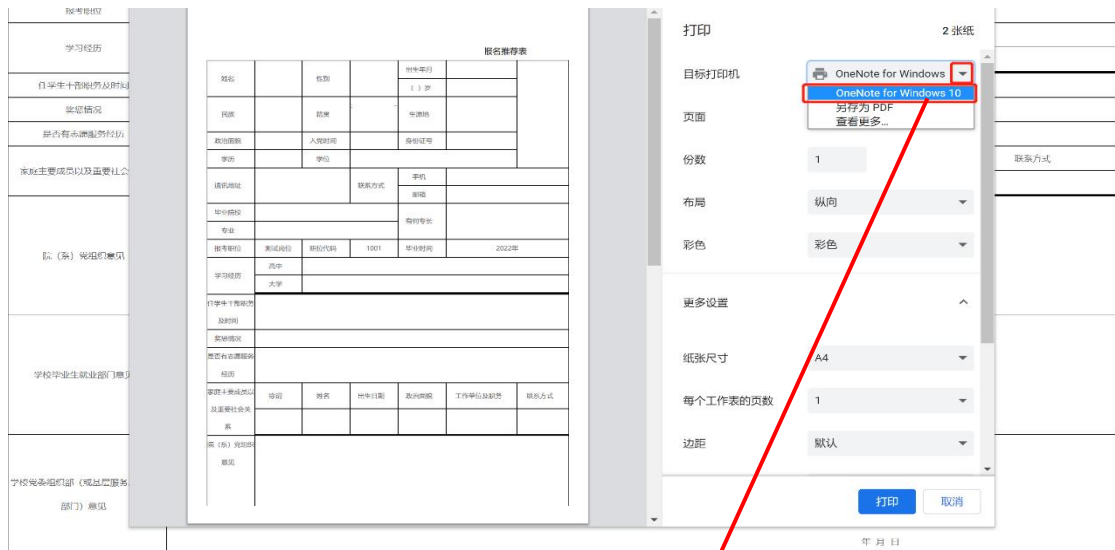 报考职位
学习经历
任学生干部职务及时间
奖惩情况
是否有志愿服务经历
家庭主要成员以及重要社会
院（系）党组织意见
学校毕业生就业部门意见
学校党委组织部（或基层服务
部门）意见
报名推荐表
姓名 性别 出生年月
（ ）岁
民族 籍贯 生源地
政治面貌 入党时间 身份证号
学历 学位
通讯地址 联系方式 手机
邮箱
毕业院校 有何专长
专业
报考职位 测试岗位 职位代码 1001 毕业时间 2022年
学习经历 高中
大学
任学生干部职务
及时间
奖惩情况
是否有志愿服务
经历
家庭主要成员以
及重要社会关
系
称谓 姓名 出生日期 政治面貌 工作单位及职务 联系方式
院（系）党组织
意见
打印 2 张纸
目标打印机 OneNote for Windows
OneNote for Windows 10
另存为 PDF
查看更多...
页面
份数 1
布局 纵向
彩色 彩色
更多设置
纸张尺寸 A4
每个工作表的页数 1
边距 默认
打印 取消
联系方式
年 月 日